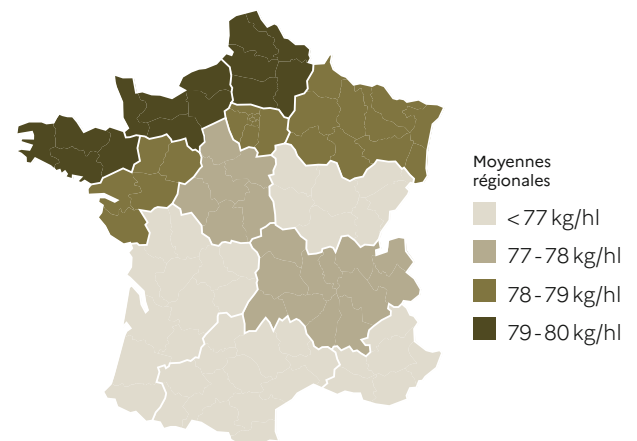 Moyennes
régionales
<77 kg/hl
77-78 kg/hl
78-79 kg/hl
79-80 kg/hl